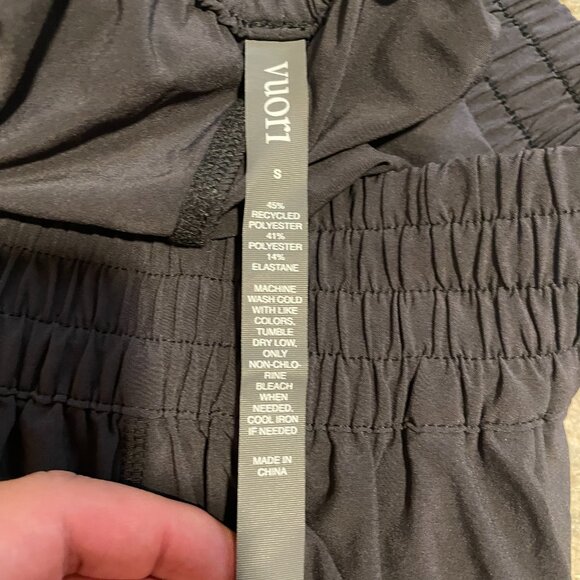 vuori
S
45%
RECYCLED
POLYESTER
41%
POLYESTER
14%
ELASTANE
MACHINE
WASH COLD
WITH LIKE
COLORS,
TUMBLE
DRY LOW,
ONLY
NON-CHLO-
RINE
BLEACH
WHEN
NEEDED,
COOL IRON
IF NEEDED
MADE IN
CHINA